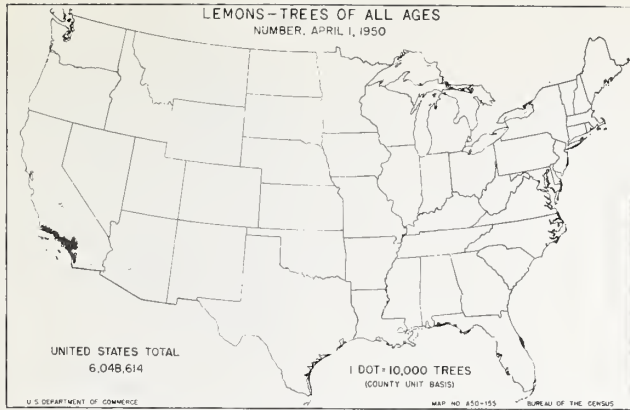 LEMONS-TREES OF ALL AGES
NUMBER, APRIL 1, 1950
UNITED STATES TOTAL
6,048,614
1 DOT = 10,000 TREES
(COUNTY UNIT BASIS)
U S DEPARTMENT OF COMMERCE
MAP NO A50-155
BUREAU OF THE CENSUS